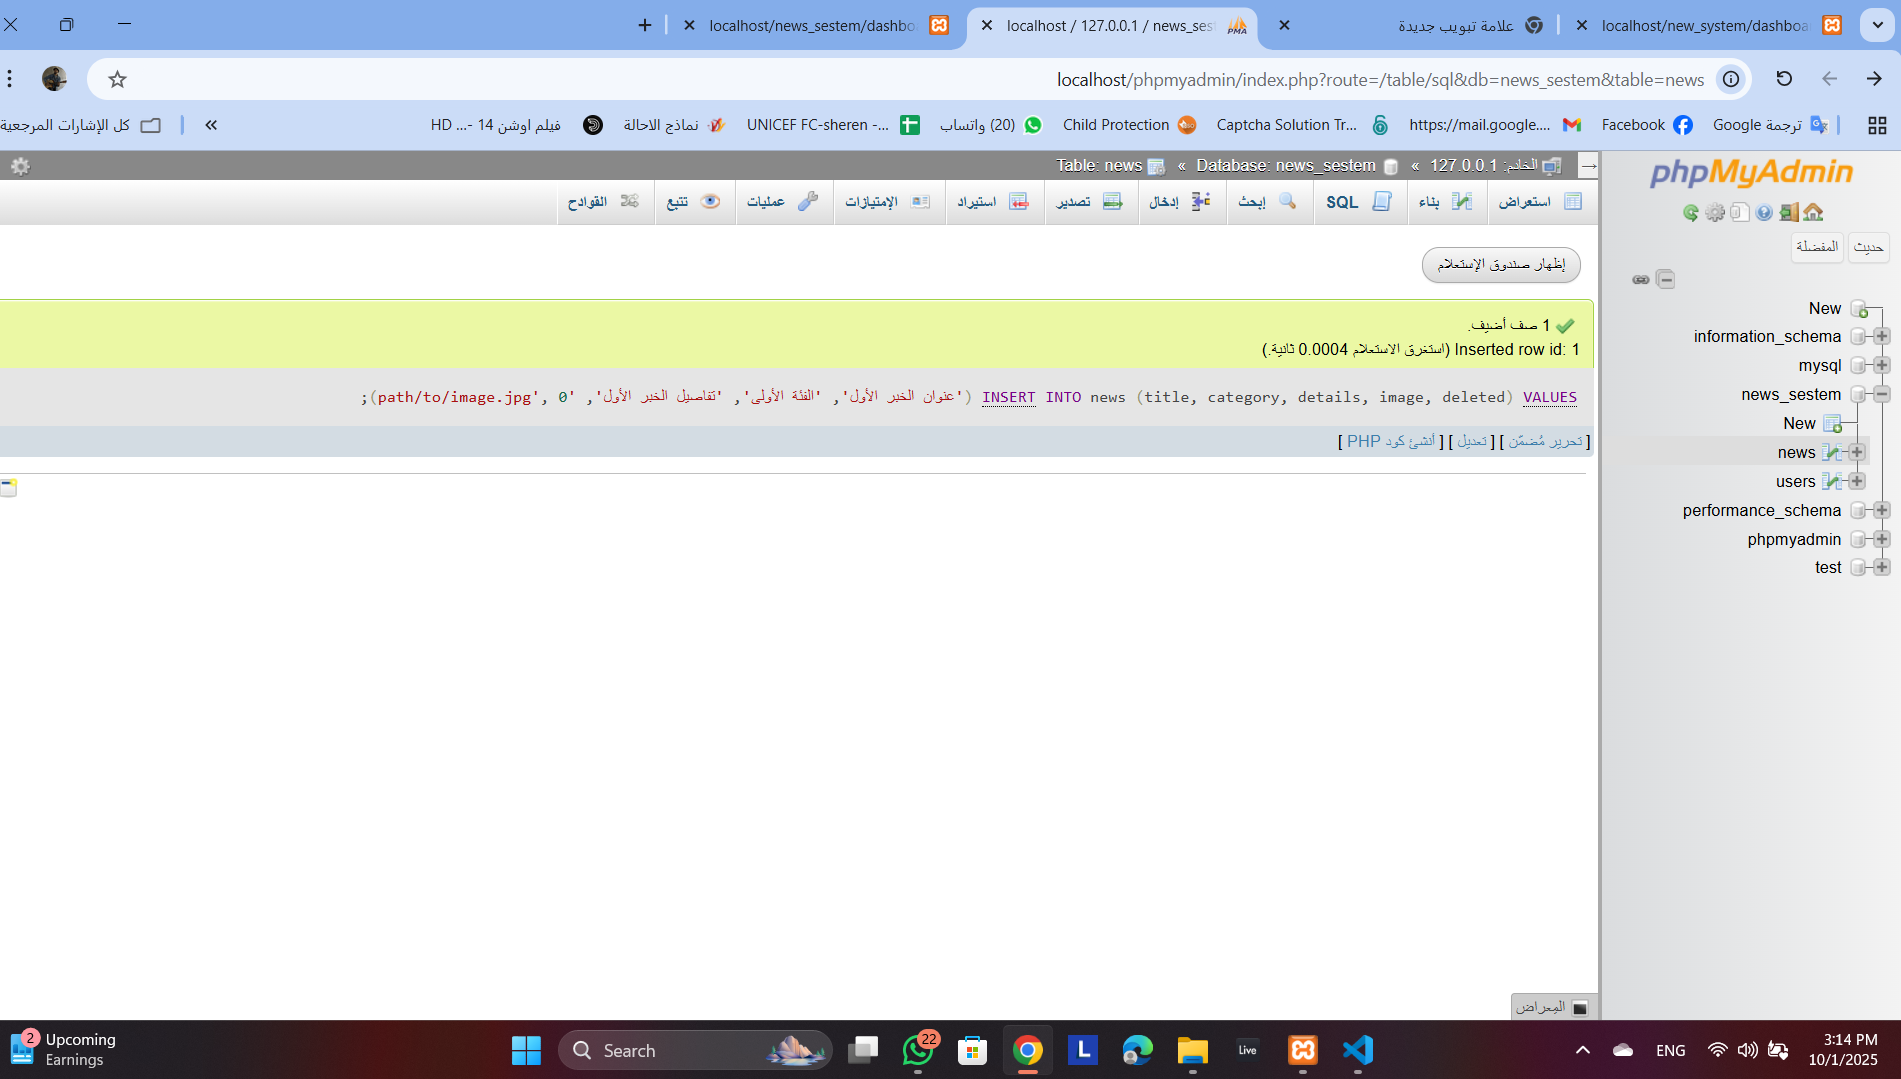 localhost/new_system/dashboa
علامة تبويب جديدة
localhost / 127.0.0.1 / news_ses
localhost/news_sestem/dashbo
localhost/phpmyadmin/index.php?route=/table/sql&db=news_sestem&table=news
ترجمة Google
Facebook
https://mail.google....
Captcha Solution Tr...
Child Protection
(20) واتساب
UNICEF FC-sheren -...
نماذج الاحالة
فيلم اوشن 14 -... HD
»
كل الإشارات المرجعية
phpMyAdmin
حديث
المفضلة
New
information_schema
mysql
news_sestem
New
news
users
performance_schema
phpmyadmin
test
الخادم: 127.0.0.1 » Database: news_sestem » Table: news
استعراض
بناء
SQL
إبحث
إدخال
تصدير
استيراد
الإمتيازات
عمليات
تتبع
القوادح
إظهار صندوق الإستعلام
1 صف أضيف.
Inserted row id: 1 (استغرق الاستعلام 0.0004 ثانية.)
INSERT INTO news (title, category, details, image, deleted) VALUES ('عنوان الخبر الأول', 'الفئة الأولى', 'تفاصيل الخبر الأول', 'path/to/image.jpg', 0);
[ تحرير مُضمّن ] [ تعديل ] [ أنشئ كود PHP ]
المِعراض
2
Upcoming
Earnings
Search
22
L
Live
ENG
3:14 PM
10/1/2025